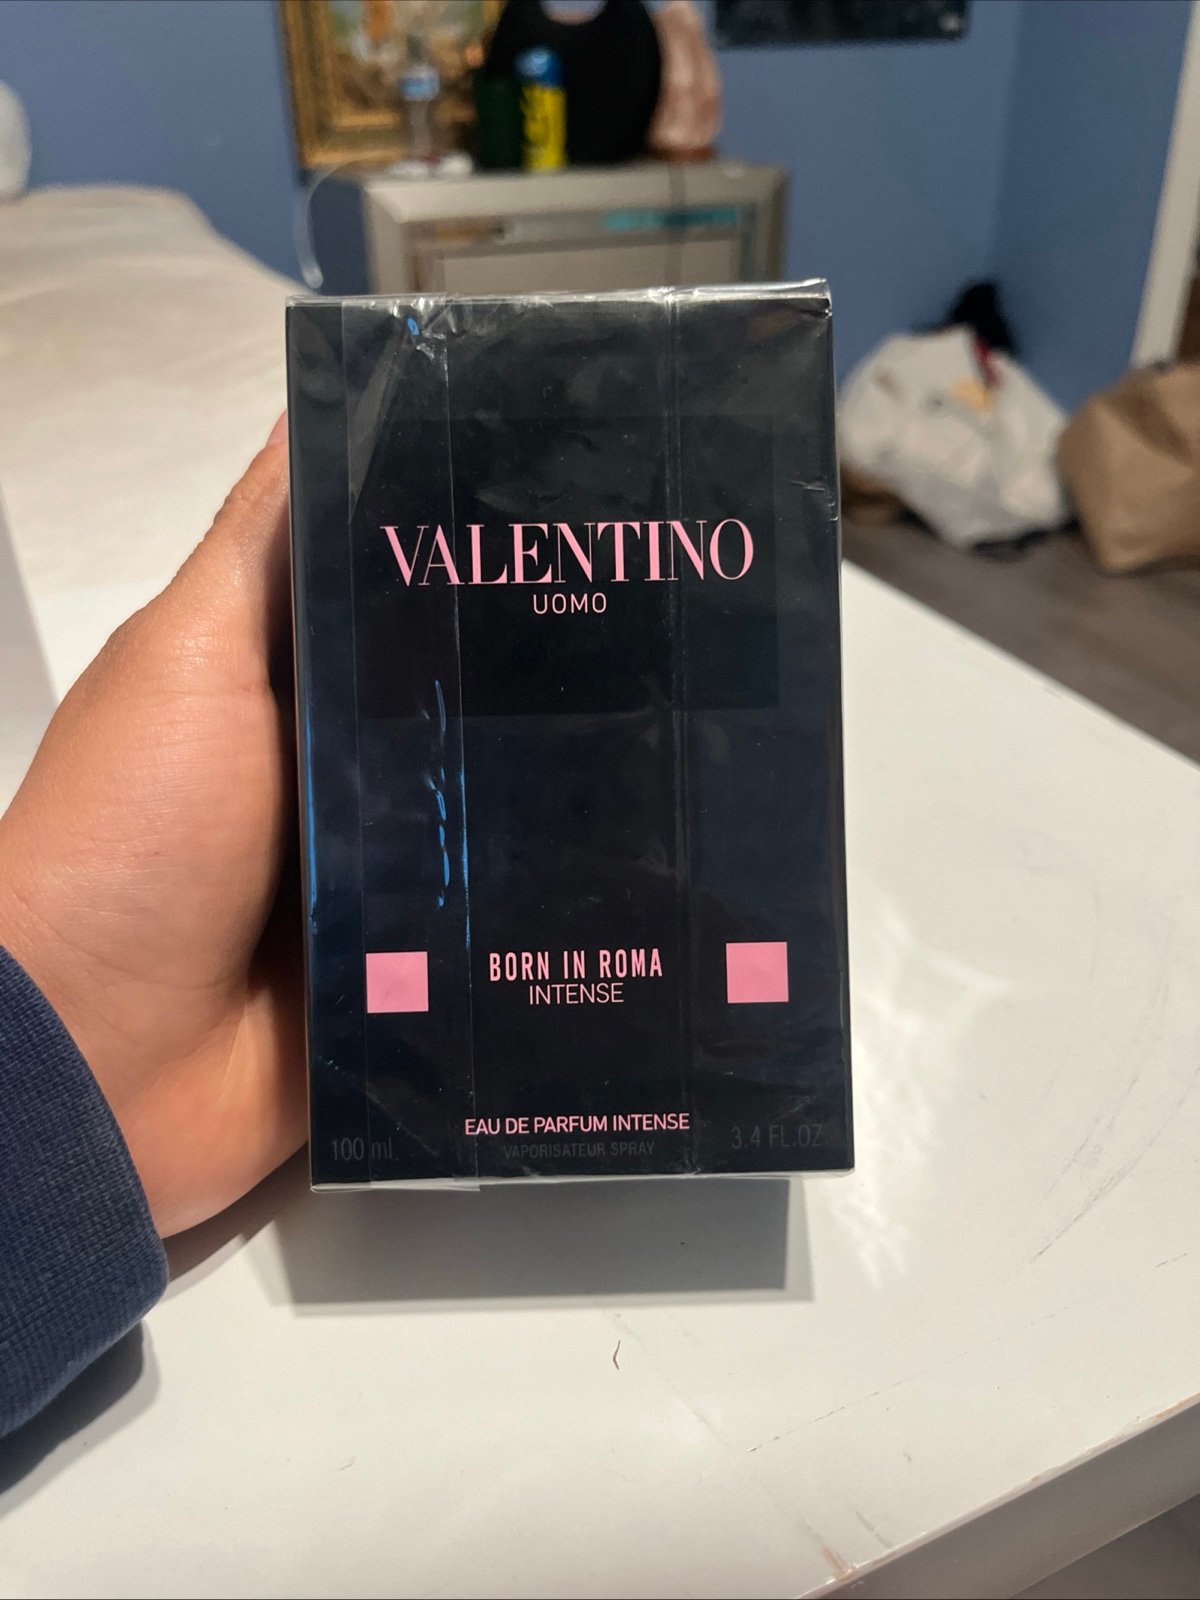 VALENTINO
UOMO
BORN IN ROMA
INTENSE
EAU DE PARFUM INTENSE
100 ml
VAPORISATEUR SPRAY
3.4 FL.OZ.